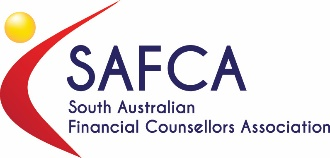 SAFCA
South Australian
Financial Counsellors Association